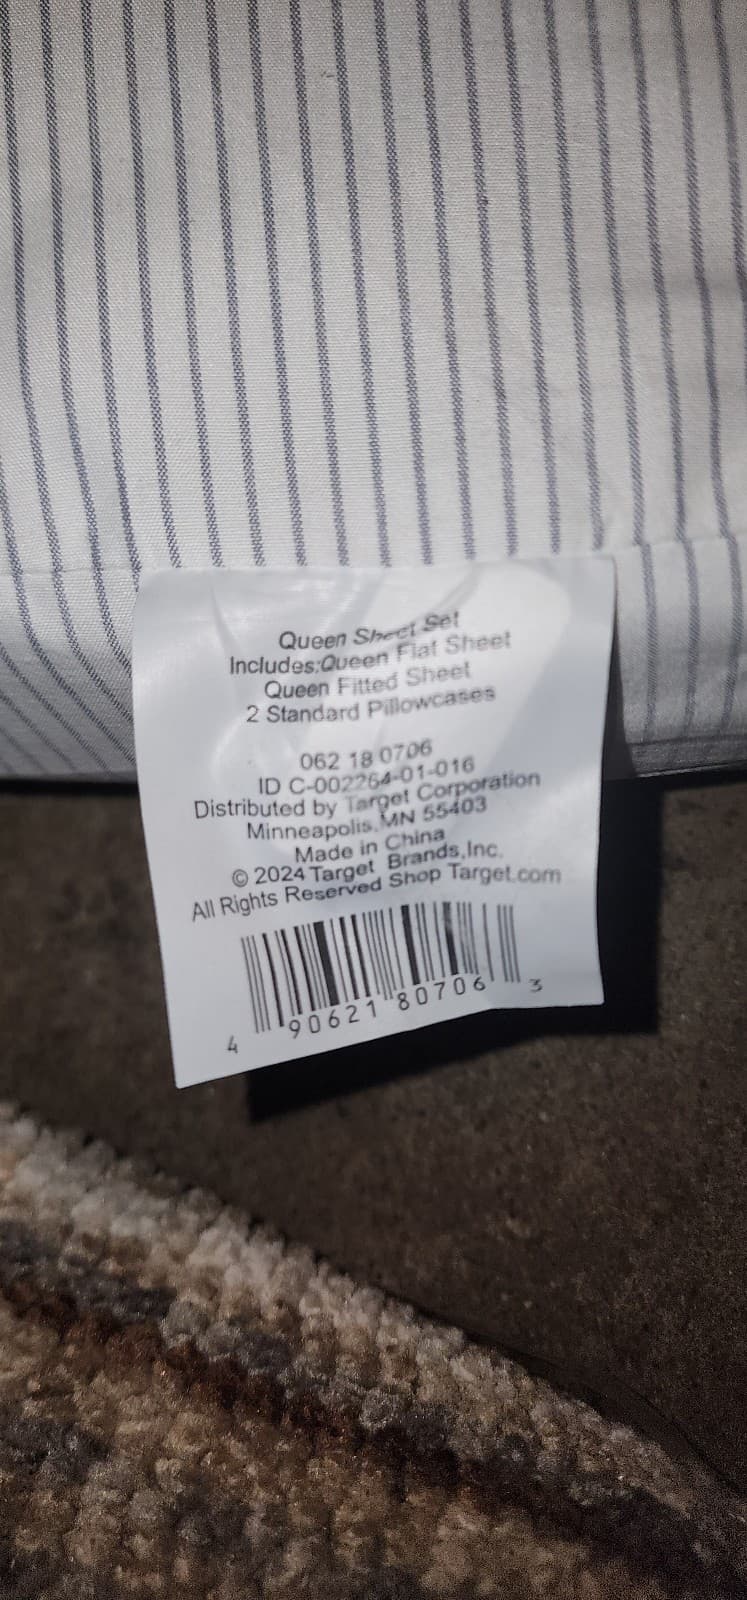 Queen Sheet Set
Includes:Queen Flat Sheet
Queen Fitted Sheet
2 Standard Pillowcases
062 18 0706
ID C-002264-01-016
Distributed by Target Corporation
Minneapolis,MN 55403
Made in China
© 2024 Target Brands,Inc.
All Rights Reserved Shop Target.com
4 90621 80706 3